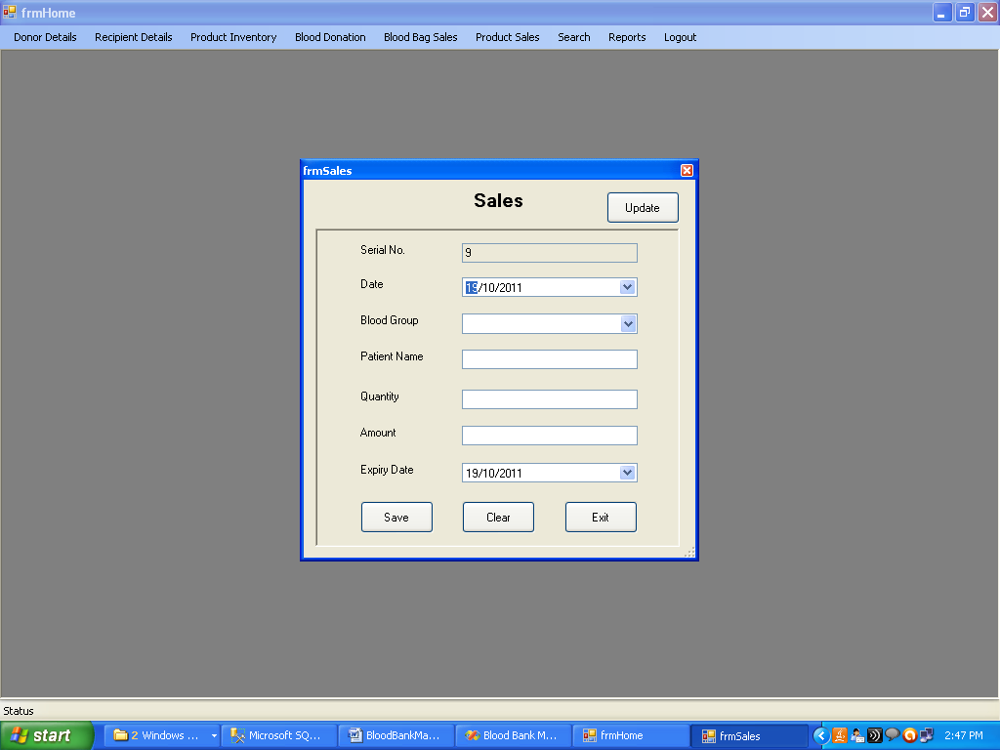 frmHome
Donor Details Recipient Details Product Inventory Blood Donation Blood Bag Sales Product Sales Search Reports Logout
frmSales
Sales
Update
Serial No. 9
Date 19/10/2011
Blood Group
Patient Name
Quantity
Amount
Expiry Date 19/10/2011
Save Clear Exit
Status
start 2 Windows ... Microsoft SQ... BloodBankMa... Blood Bank M... frmHome frmSales 2:47 PM